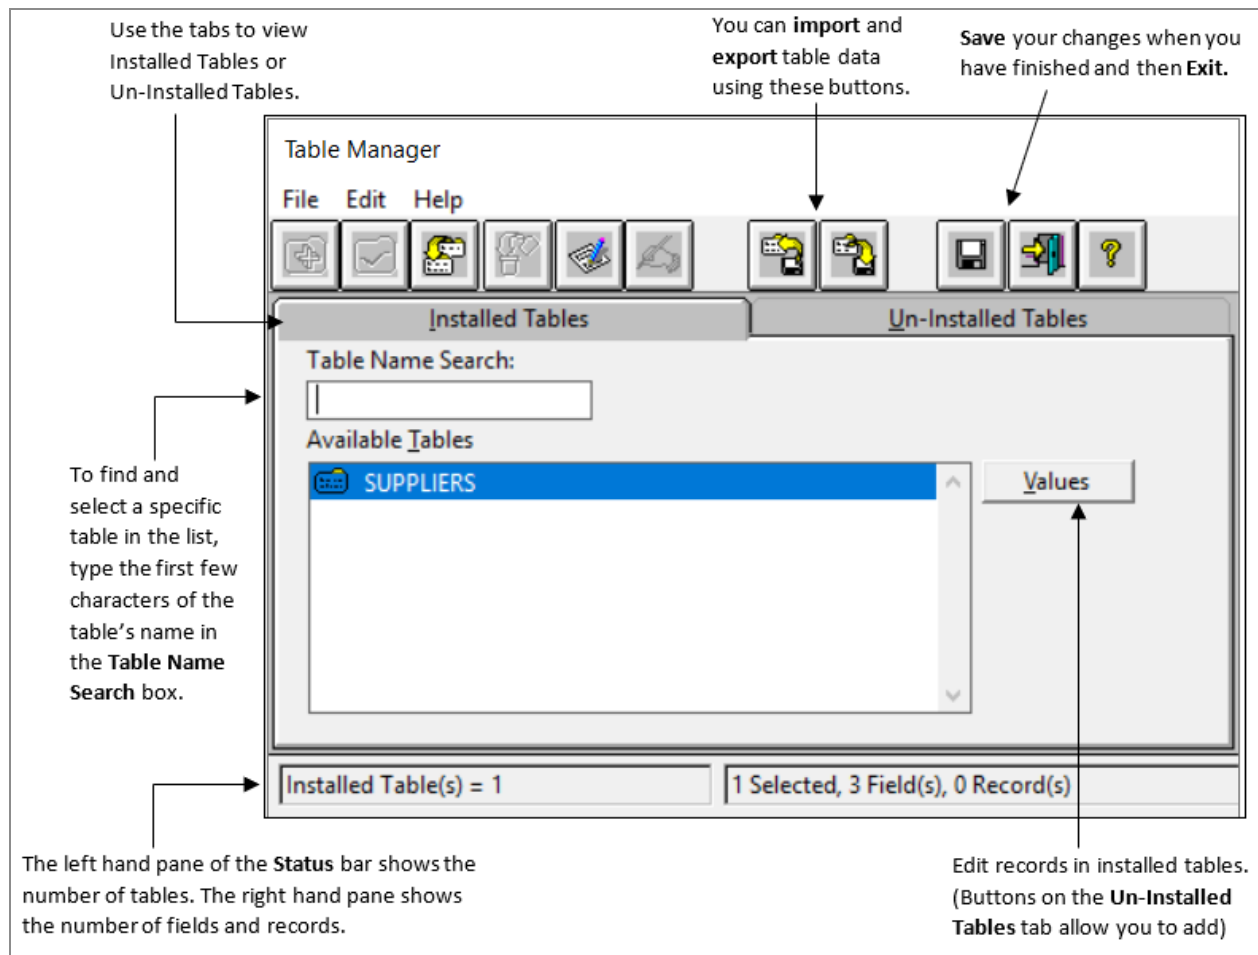 Use the tabs to view
Installed Tables or
Un-Installed Tables.
You can import and
export table data
using these buttons.
Save your changes when you
have finished and then Exit.
Table Manager
File Edit Help
Installed Tables
Un-Installed Tables
Table Name Search:
Available Tables
SUPPLIERS
Values
To find and
select a specific
table in the list,
type the first few
characters of the
table's name in
the Table Name
Search box.
Installed Table(s) = 1
1 Selected, 3 Field(s), 0 Record(s)
The left hand pane of the Status bar shows the
number of tables. The right hand pane shows
the number of fields and records.
Edit records in installed tables.
(Buttons on the Un-Installed
Tables tab allow you to add)